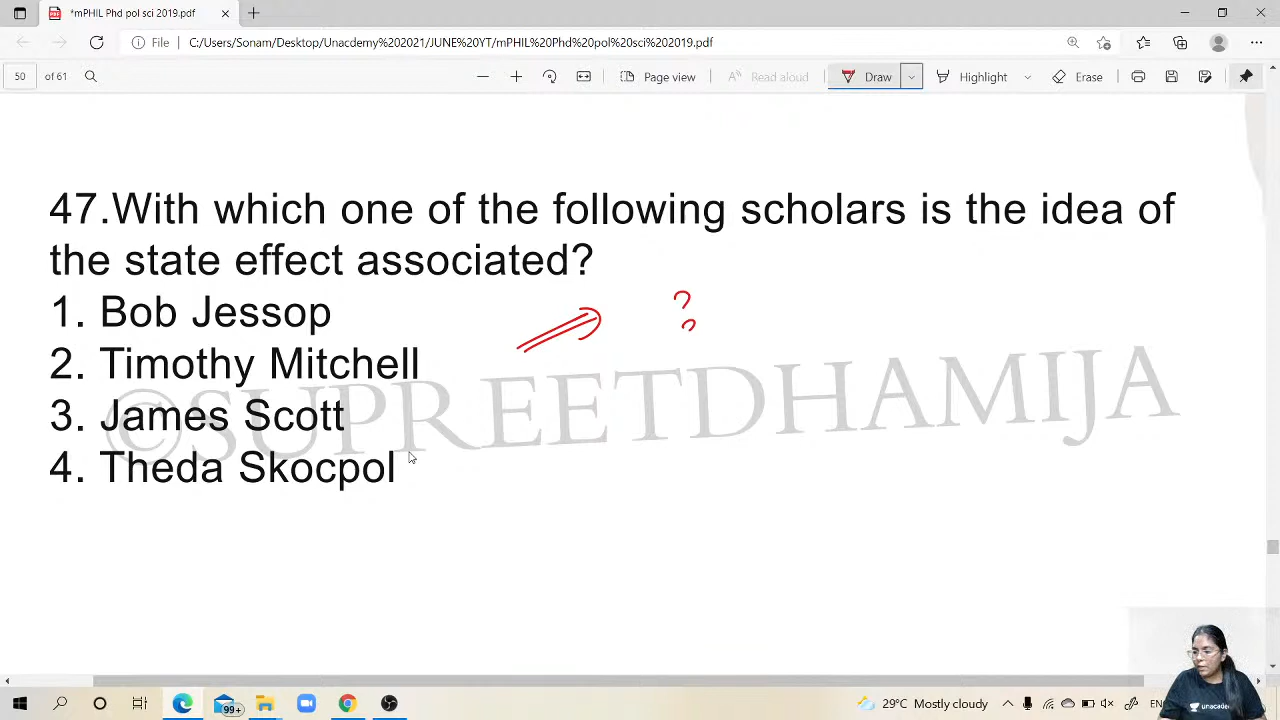 *mPHIL Phd pol sci 2019.pdf
File C:/Users/Sonam/Desktop/Unacdemy%202021/JUNE%20YT/mPHIL%20Phd%20pol%20sci%202019.pdf
50 of 61 Page view Read aloud Draw Highlight Erase
47.With which one of the following scholars is the idea of
the state effect associated?
1. Bob Jessop
?
2. Timothy Mitchell
3. James Scott
4. Theda Skocpol
©SUPREETDHAMIJA
unacademy
99+ 29°C Mostly cloudy